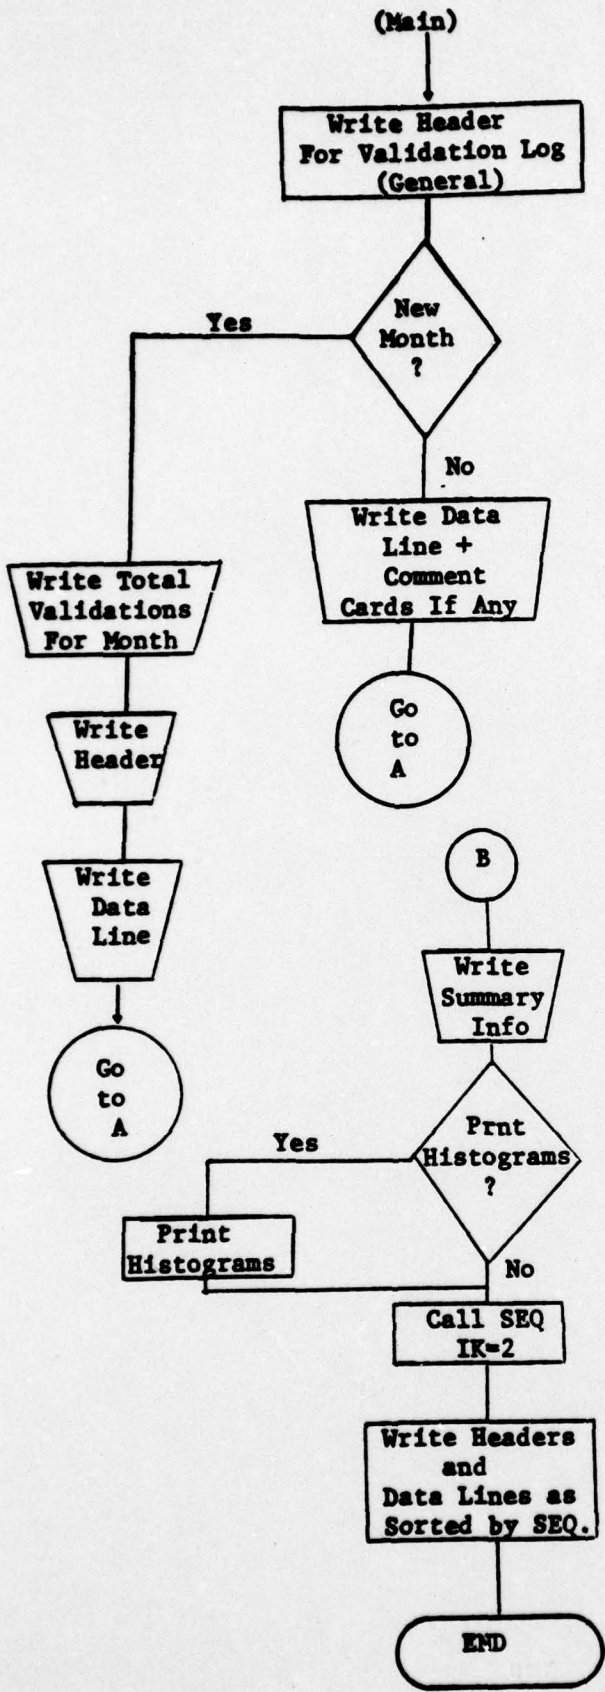 (Main)
Write Header
For Validation Log
(General)
New
Month
?
Yes
No
Write Data
Line +
Comment
Cards If Any
Go
to
A
Write Total
Validations
For Month
Write
Header
Write
Data
Line
Go
to
A
B
Write
Summary
Info
Prnt
Histograms
?
Yes
No
Print
Histograms
Call SEQ
IK=2
Write Headers
and
Data Lines as
Sorted by SEQ.
END